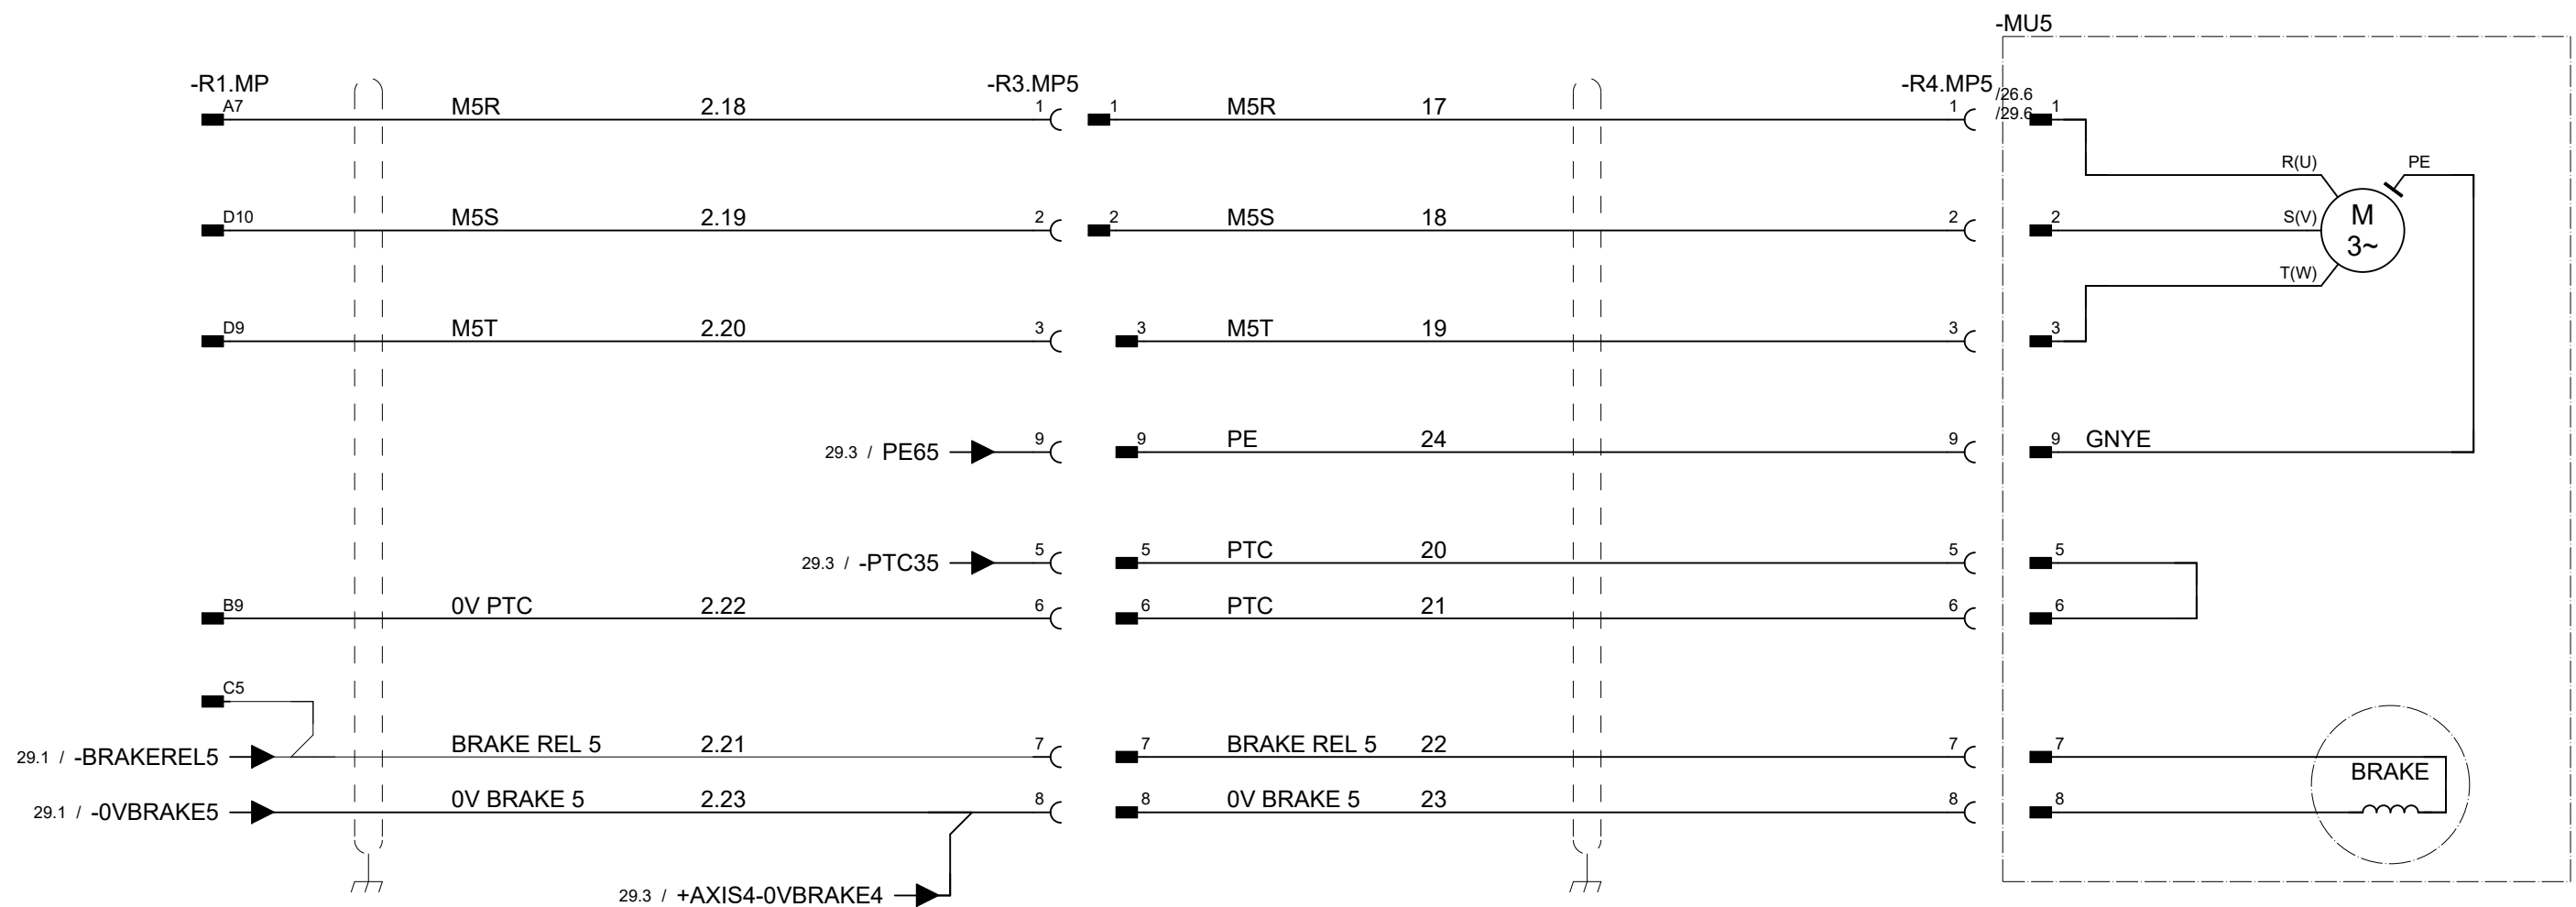 -MU5
-R1.MP -R3.MP5 -R4.MP5 /26.6
A7 M5R 2.18 1 1 M5R 17 1 /29.6 1
R(U) PE
D10 M5S 2.19 2 2 M5S 18 2 2 S(V) M
3~
T(W)
D9 M5T 2.20 3 3 M5T 19 3 3
29.3 / PE65 9 9 PE 24 9 9 GNYE
29.3 / -PTC35 5 5 PTC 20 5 5
B9 0V PTC 2.22 6 6 PTC 21 6 6
C5
29.1 / -BRAKEREL5 BRAKE REL 5 2.21 7 7 BRAKE REL 5 22 7 7
BRAKE
29.1 / -0VBRAKE5 0V BRAKE 5 2.23 8 8 0V BRAKE 5 23 8 8
29.3 / +AXIS4-0VBRAKE4